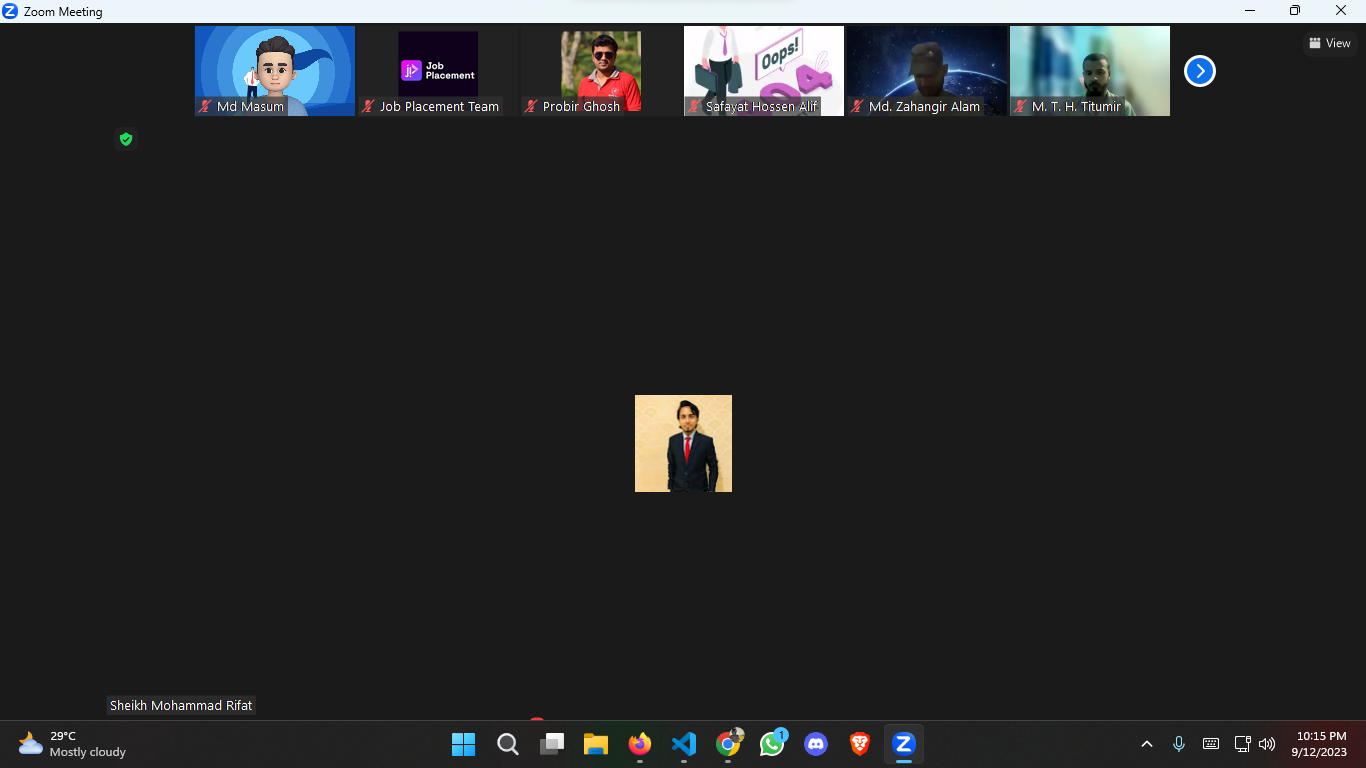 Zoom Meeting
Md Masum
Job Placement
Job Placement Team
Probir Ghosh
Oops!
Safayat Hossen Alif
Md. Zahangir Alam
M. T. H. Titumir
View
Sheikh Mohammad Rifat
29°C
Mostly cloudy
1
10:15 PM
9/12/2023